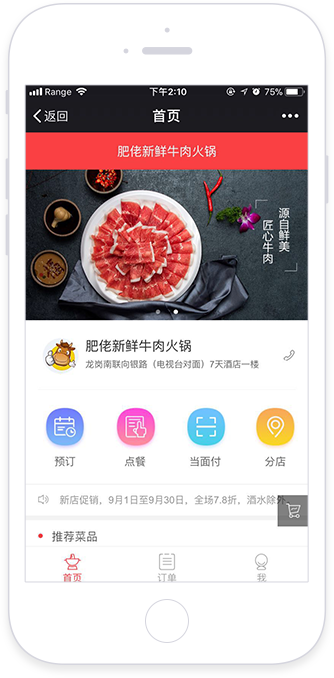 Range 下午2:10 75%
返回 首页
肥佬新鲜牛肉火锅
源自鲜美
匠心牛肉
肥佬新鲜牛肉火锅
龙岗南联向银路（电视台对面）7天酒店一楼
预订 点餐 当面付 分店
新店促销，9月1日至9月30日，全场7.8折，酒水除外
推荐菜品
首页 订单 我